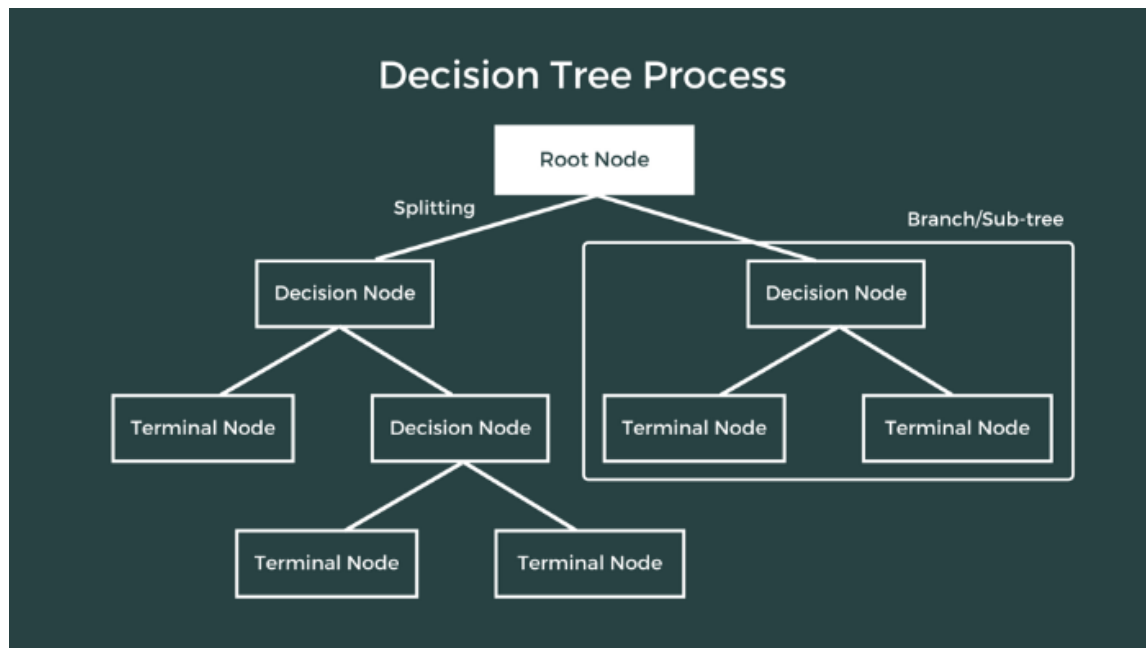 Decision Tree Process
Root Node
Splitting
Branch/Sub-tree
Decision Node
Decision Node
Terminal Node
Decision Node
Terminal Node
Terminal Node
Terminal Node
Terminal Node